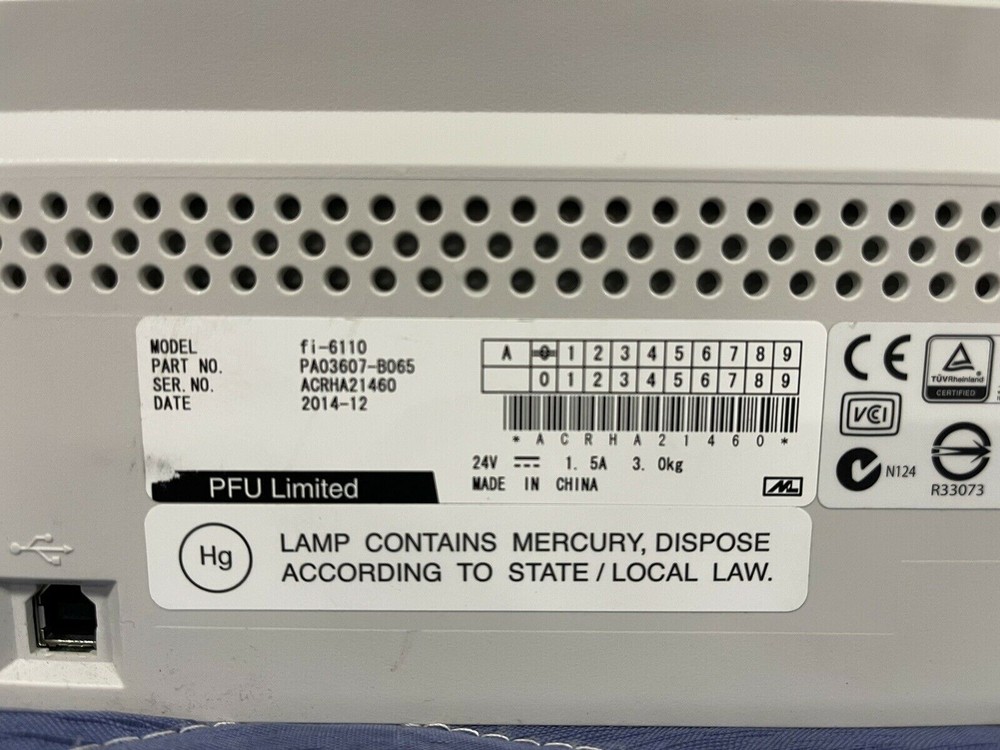 MODEL fi-6110
PART NO. PA03607-B065
SER. NO. ACRHA21460
DATE 2014-12
A 0 1 2 3 4 5 6 7 8 9
0 1 2 3 4 5 6 7 8 9
* A C R H A 2 1 4 6 0 *
24V 1. 5A 3. 0kg
MADE IN CHINA
PFU Limited
CE
TÜVRheinland
CERTIFIED
VCI
N124
R33073
Hg
LAMP CONTAINS MERCURY, DISPOSE
ACCORDING TO STATE / LOCAL LAW.